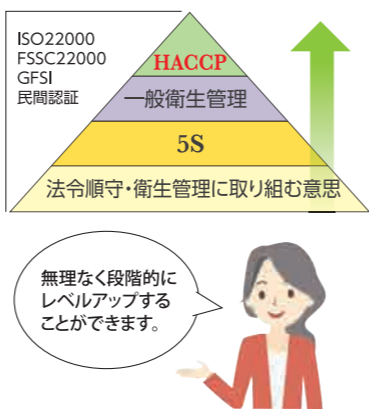 ISO22000
FSSC22000
GFSI
民間認証
HACCP
一般衛生管理
5S
法令順守・衛生管理に取り組む意思
無理なく段階的に
レベルアップする
ことができます。